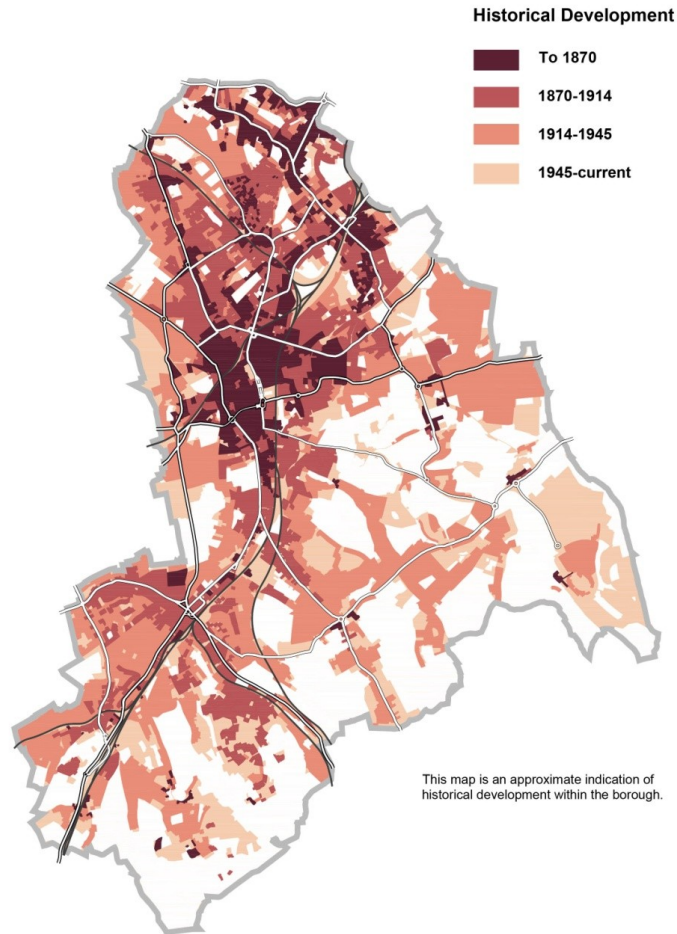 Historical Development
To 1870
1870-1914
1914-1945
1945-current
This map is an approximate indication of
historical development within the borough.